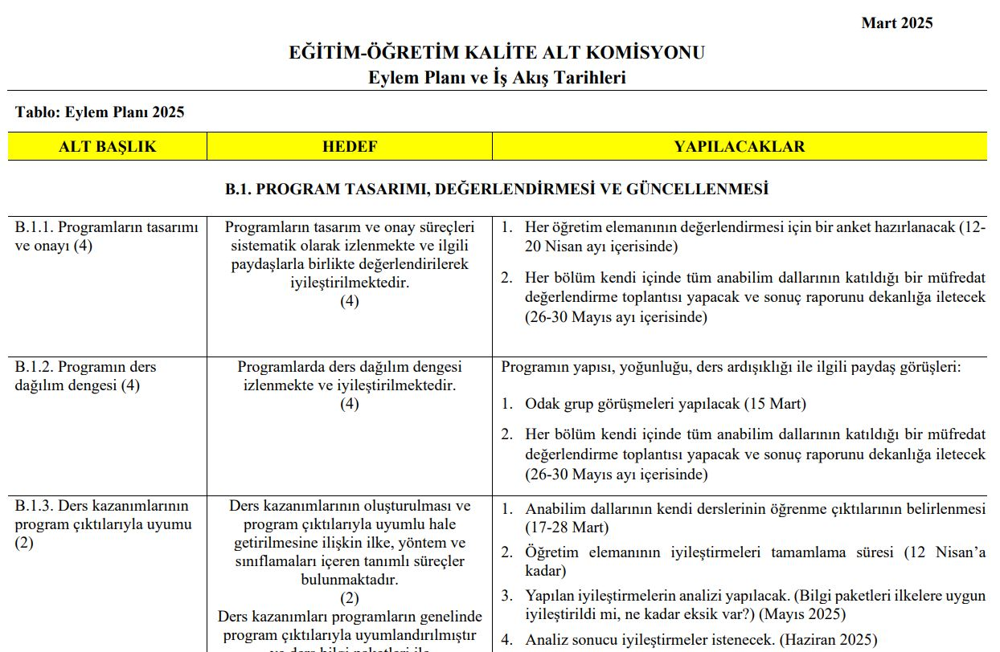 Mart 2025
EĞİTİM-ÖĞRETİM KALİTE ALT KOMİSYONU
Eylem Planı ve İş Akış Tarihleri
Tablo: Eylem Planı 2025
ALT BAŞLIK
HEDEF
YAPILACAKLAR
B.1. PROGRAM TASARIMI, DEĞERLENDİRMESİ VE GÜNCELLENMESİ
B.1.1. Programların tasarımı
ve onayı (4)
Programların tasarım ve onay süreçleri
sistematik olarak izlenmekte ve ilgili
paydaşlarla birlikte değerlendirilerek
iyileştirilmektedir.
(4)
1. Her öğretim elemanının değerlendirmesi için bir anket hazırlanacak (12-
20 Nisan ayı içerisinde)
2. Her bölüm kendi içinde tüm anabilim dallarının katıldığı bir müfredat
değerlendirme toplantısı yapacak ve sonuç raporunu dekanlığa iletecek
(26-30 Mayıs ayı içerisinde)
B.1.2. Programın ders
dağılım dengesi (4)
Programlarda ders dağılım dengesi
izlenmekte ve iyileştirilmektedir.
(4)
Programın yapısı, yoğunluğu, ders ardışıklığı ile ilgili paydaş görüşleri:
1. Odak grup görüşmeleri yapılacak (15 Mart)
2. Her bölüm kendi içinde tüm anabilim dallarının katıldığı bir müfredat
değerlendirme toplantısı yapacak ve sonuç raporunu dekanlığa iletecek
(26-30 Mayıs ayı içerisinde)
B.1.3. Ders kazanımlarının
program çıktılarıyla uyumu
(2)
Ders kazanımlarının oluşturulması ve
program çıktılarıyla uyumlu hale
getirilmesine ilişkin ilke, yöntem ve
sınıflamaları içeren tanımlı süreçler
bulunmaktadır.
(2)
Ders kazanımları programların genelinde
program çıktılarıyla uyumlandırılmıştır
1. Anabilim dallarının kendi derslerinin öğrenme çıktılarının belirlenmesi
(17-28 Mart)
2. Öğretim elemanının iyileştirmeleri tamamlama süresi (12 Nisan’a
kadar)
3. Yapılan iyileştirmelerin analizi yapılacak. (Bilgi paketleri ilkelere uygun
iyileştirildi mi, ne kadar eksik var?) (Mayıs 2025)
4. Analiz sonucu iyileştirmeler istenecek. (Haziran 2025)